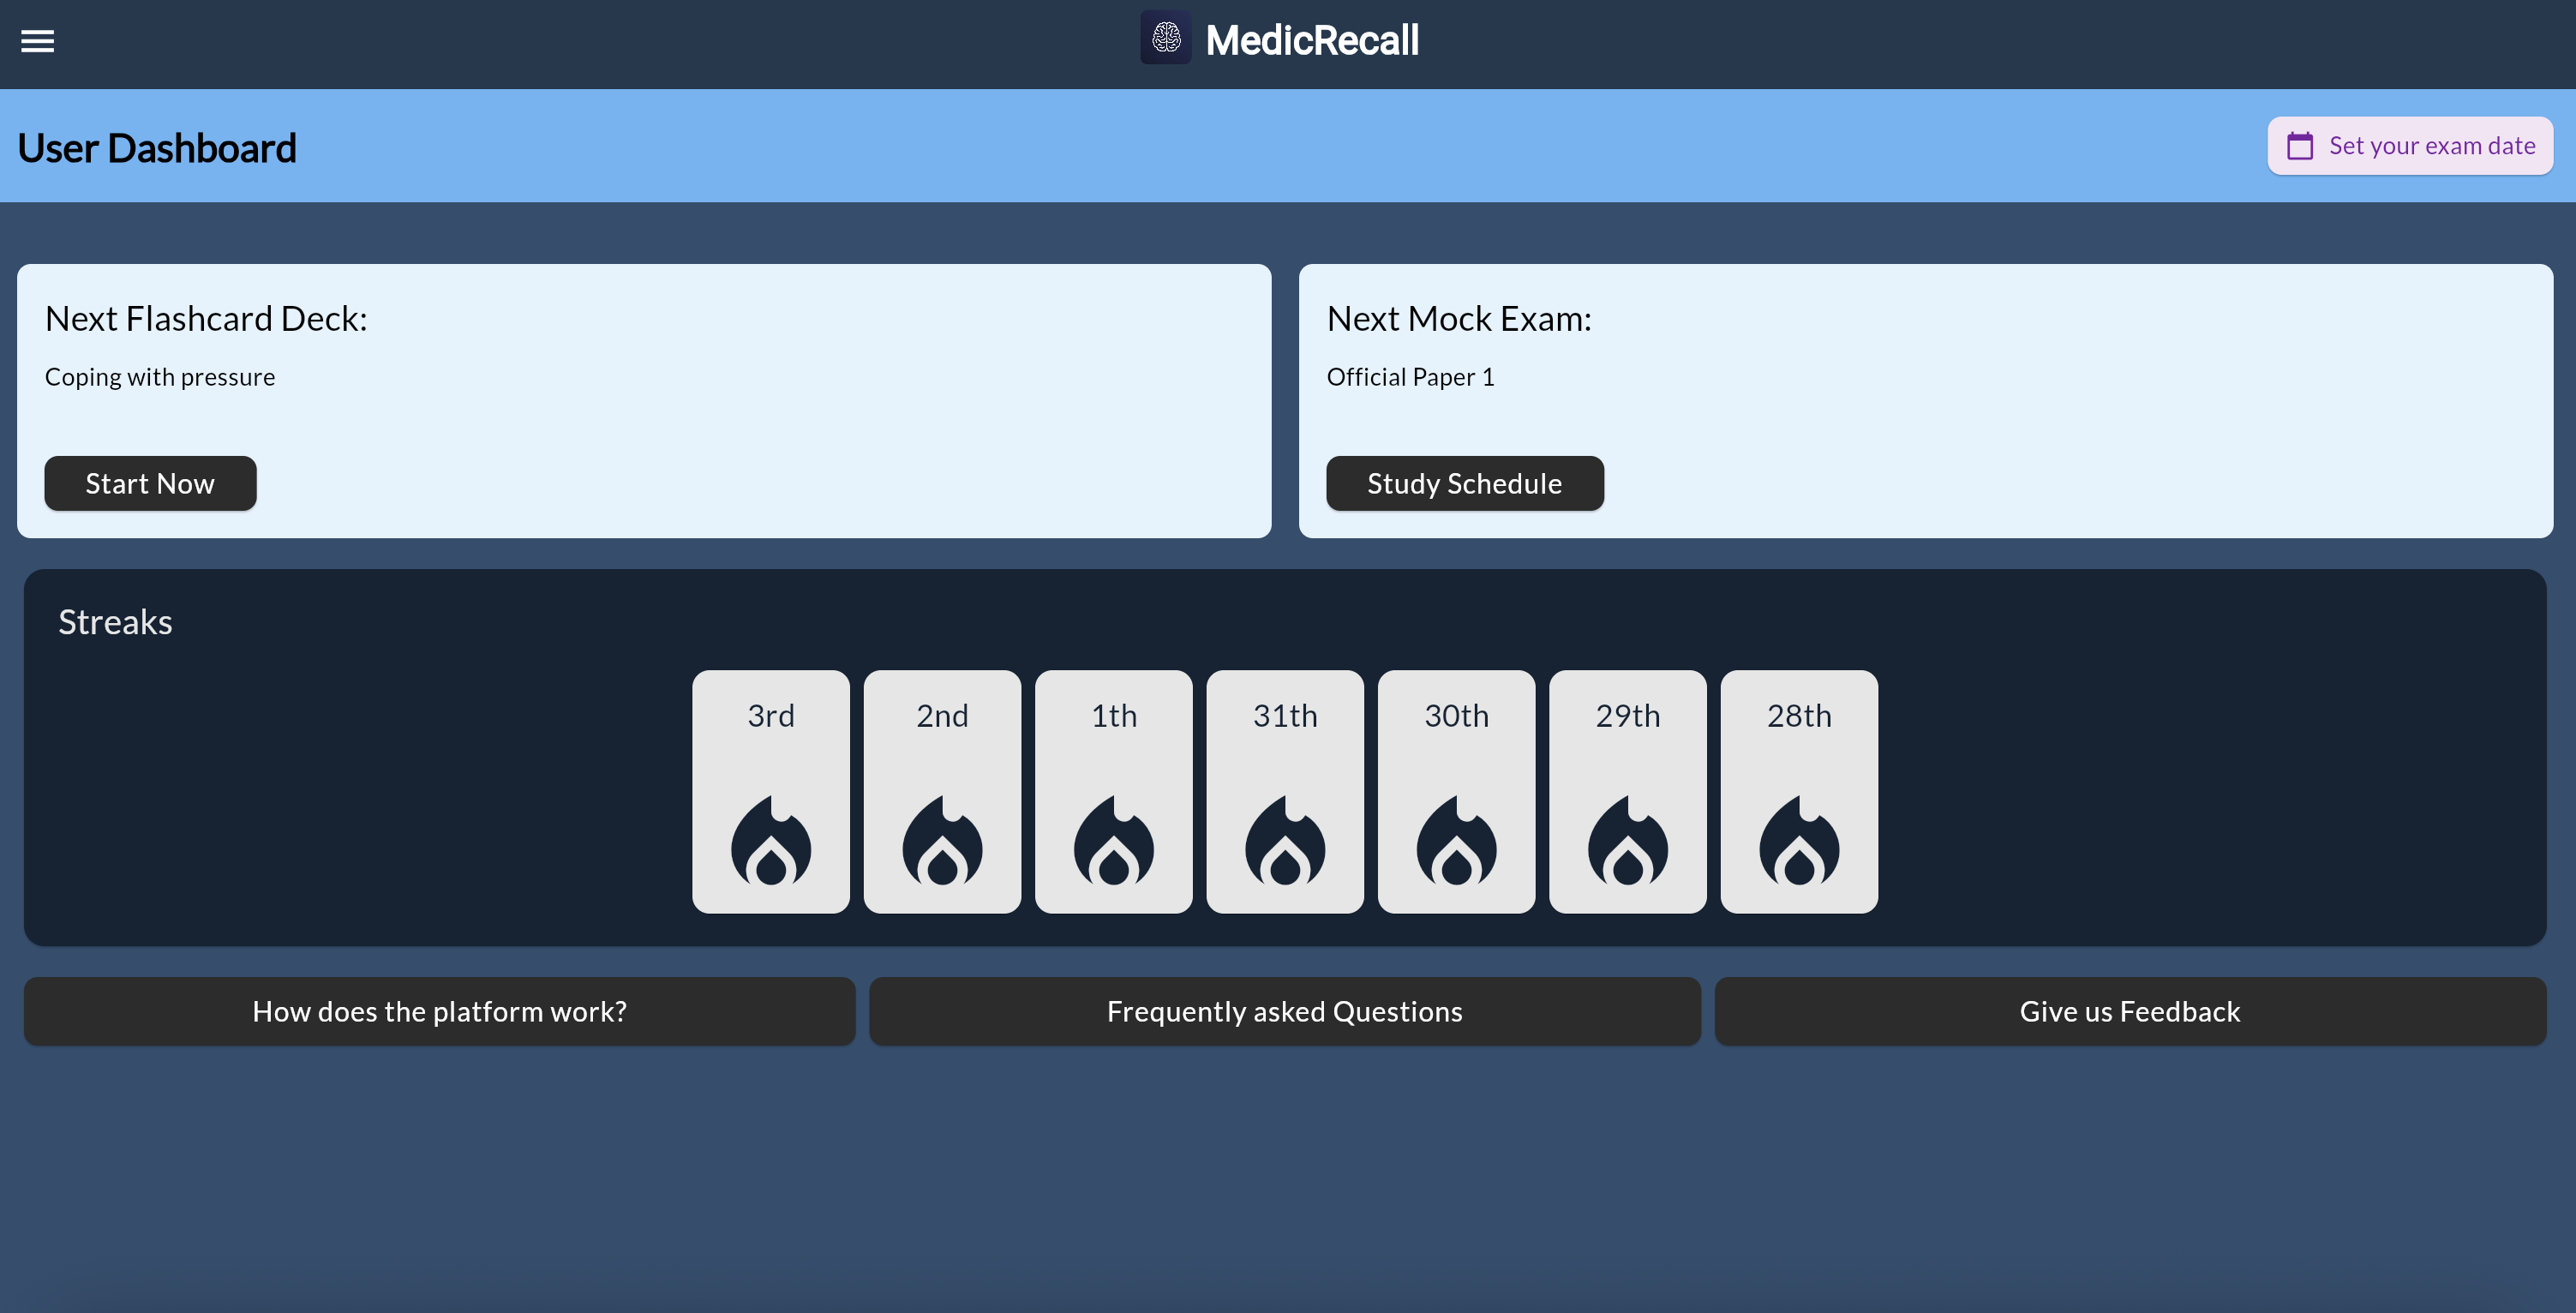 MedicRecall
User Dashboard
Set your exam date
Next Flashcard Deck:
Coping with pressure
Start Now
Next Mock Exam:
Official Paper 1
Study Schedule
Streaks
3rd
2nd
1th
31th
30th
29th
28th
How does the platform work?
Frequently asked Questions
Give us Feedback